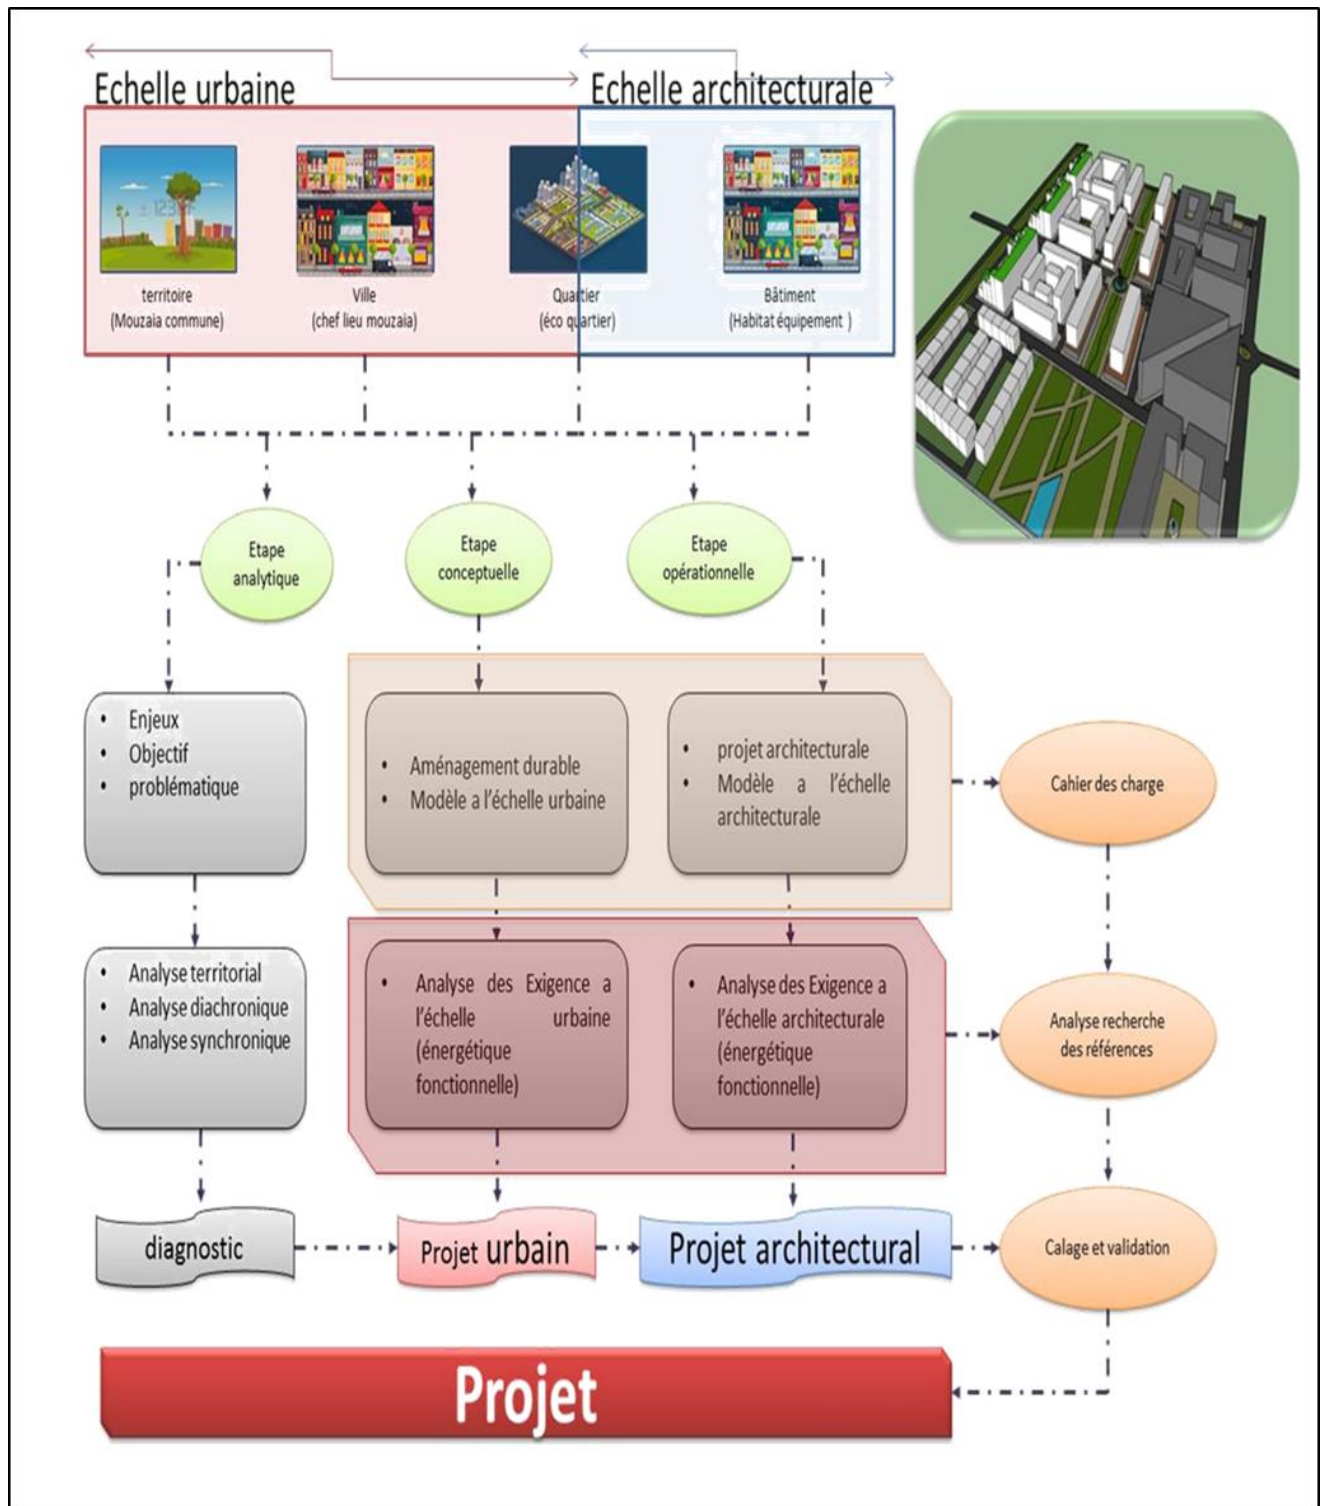 Echelle urbaine
Echelle architecturale
territoire
(Mouzaia commune)
Ville
(chef lieu mouzaia)
Quartier
(éco quartier)
Bâtiment
(Habitat équipement )
Etape
analytique
Etape
conceptuelle
Etape
opérationnelle
• Enjeux
• Objectif
• problématique
• Aménagement durable
• Modèle a l'échelle urbaine
• projet architecturale
• Modèle a l'échelle
architecturale
Cahier des charge
• Analyse territorial
• Analyse diachronique
• Analyse synchronique
• Analyse des Exigence a
l'échelle urbaine
(énergétique
fonctionnelle)
• Analyse des Exigence a
l'échelle architecturale
(énergétique
fonctionnelle)
Analyse recherche
des références
diagnostic
Projet urbain
Projet architectural
Calage et validation
Projet